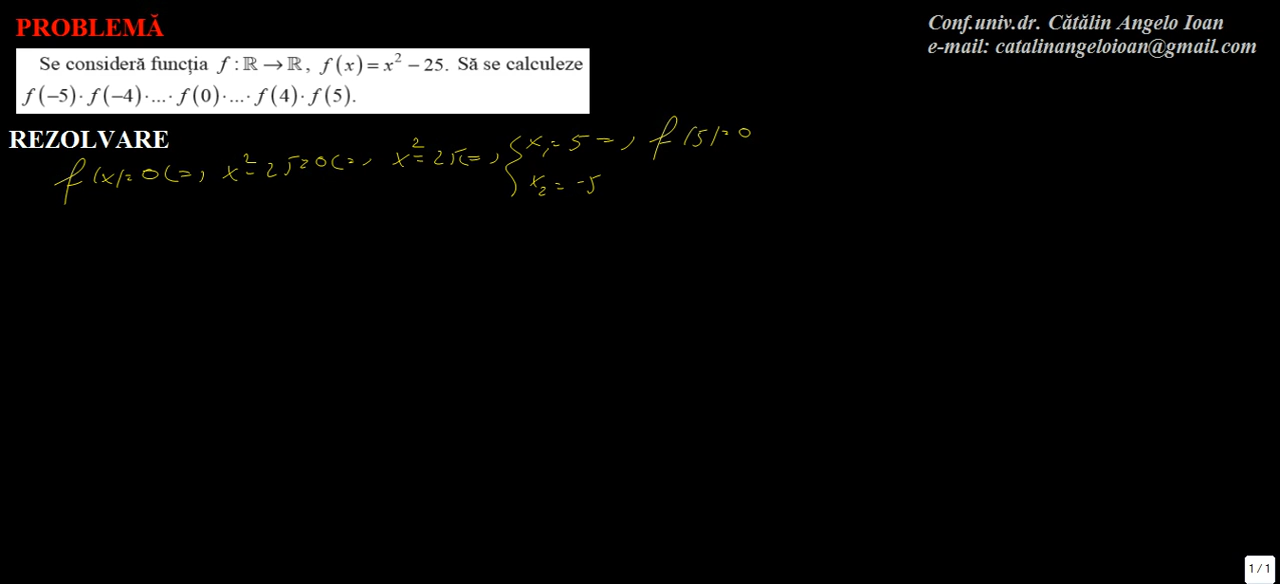 PROBLEMĂ
Conf.univ.dr. Cătălin Angelo Ioan
e-mail: catalinangeloioan@gmail.com
Se consideră funcția f : ℝ → ℝ, f(x) = x² − 25. Să se calculeze
f(−5) · f(−4) · ... · f(0) · ... · f(4) · f(5).
REZOLVARE
f(x)=0 <=> x²-25=0 <=> x²=25 <=> { x₁=5 => f(5)=0
x₂=-5
1/1